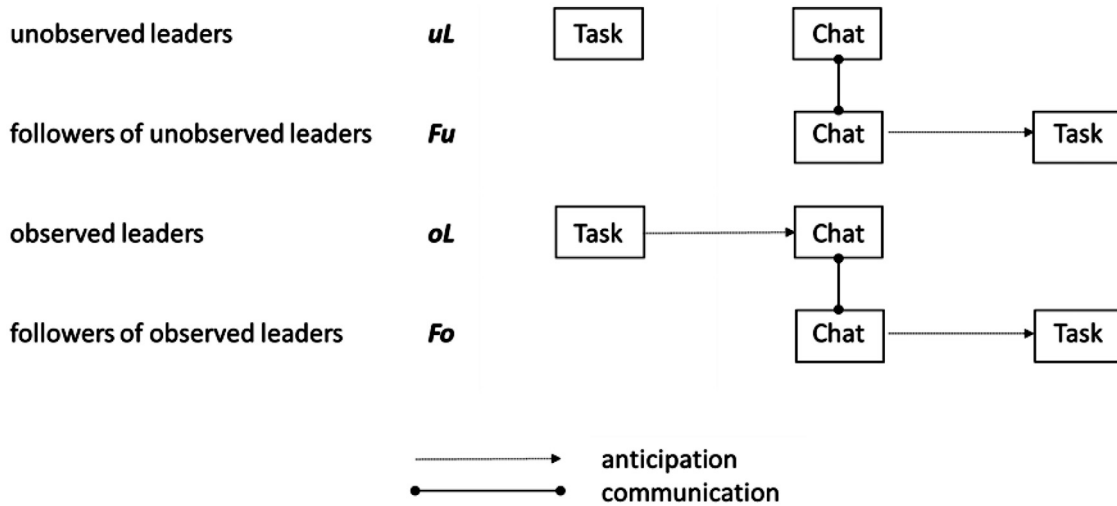 unobserved leaders uL Task Chat
followers of unobserved leaders Fu Chat Task
observed leaders oL Task Chat
followers of observed leaders Fo Chat Task
anticipation
communication